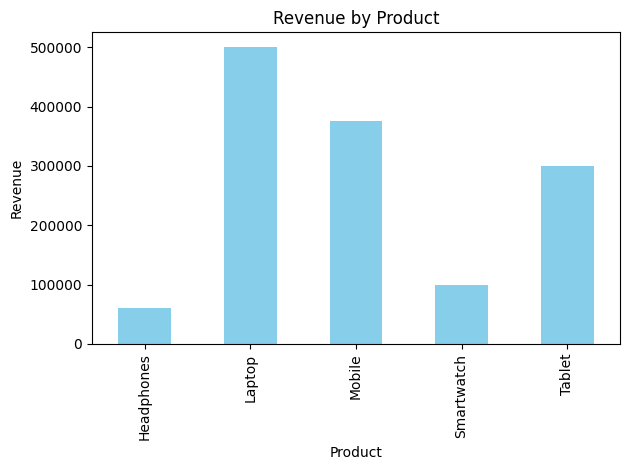 Revenue by Product
Revenue
500000
400000
300000
200000
100000
0
Headphones
Laptop
Mobile
Smartwatch
Tablet
Product